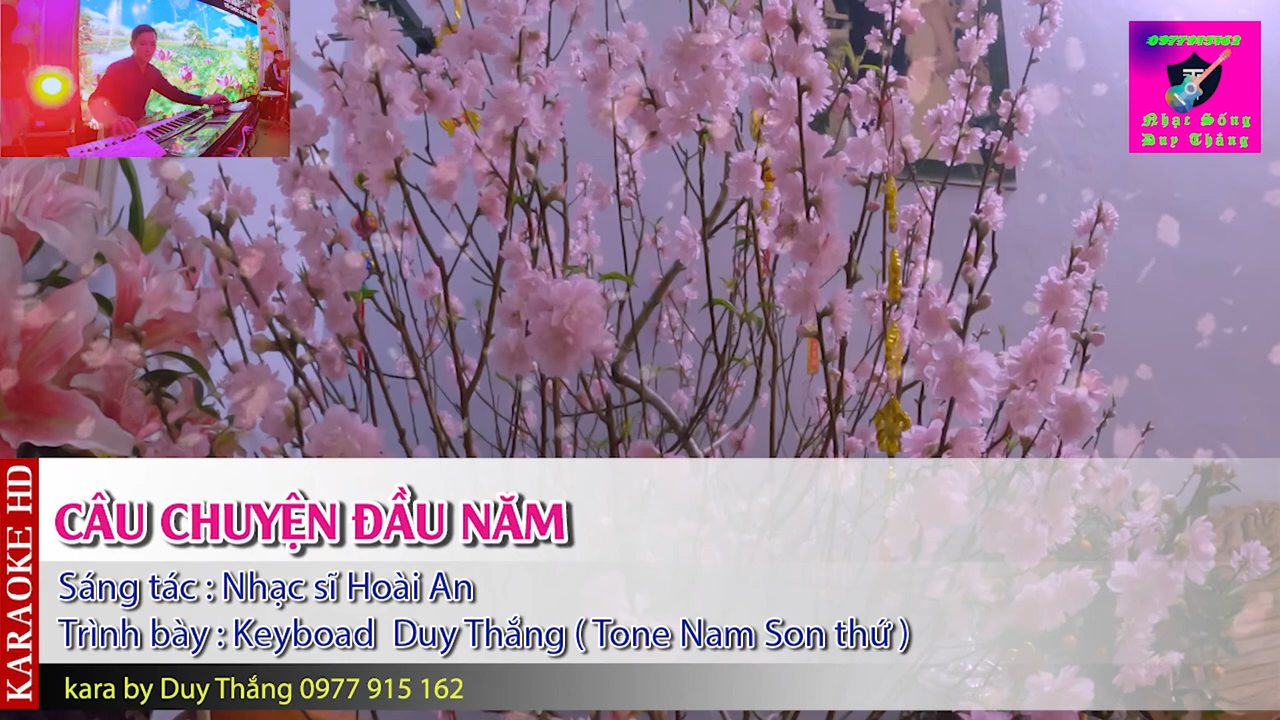 0977915162
Nhạc Sống
Duy Thắng
KARAOKE HD
CÂU CHUYỆN ĐẦU NĂM
Sáng tác : Nhạc sĩ Hoài An
Trình bày : Keyboad Duy Thắng ( Tone Nam Son thứ )
kara by Duy Thắng 0977 915 162